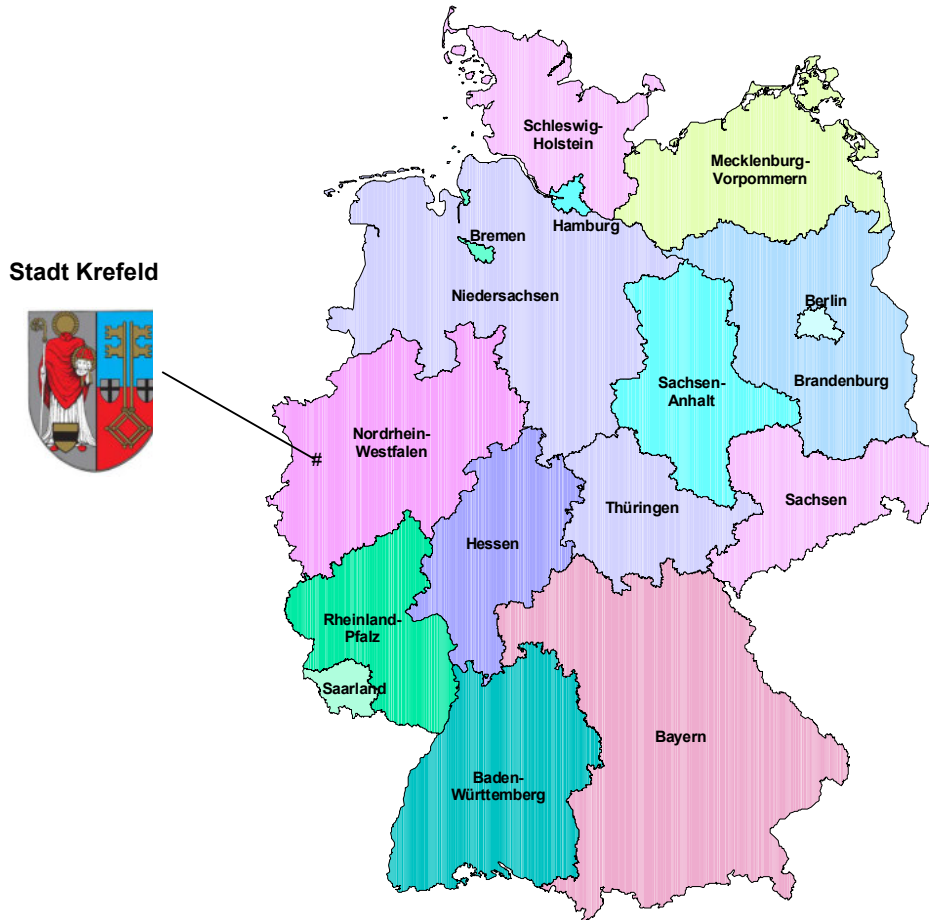 Schleswig-
Holstein
Mecklenburg-
Vorpommern
Hamburg
Bremen
Stadt Krefeld
Niedersachsen
Berlin
Sachsen-
Anhalt
Brandenburg
Nordrhein-
Westfalen
#
Sachsen
Thüringen
Hessen
Rheinland-
Pfalz
Saarland
Bayern
Baden-
Württemberg